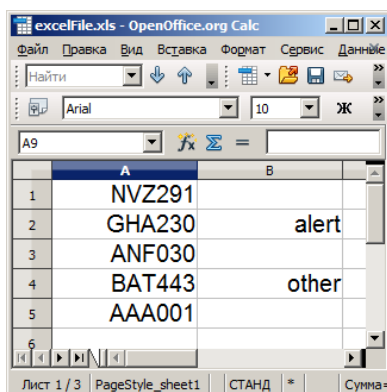 excelFile.xls - OpenOffice.org Calc
Файл Правка Вид Вставка Формат Сервис Данные
Найти
Arial 10 Ж
A9 =
A B
1 NVZ291
2 GHA230 alert
3 ANF030
4 BAT443 other
5 AAA001
6
Лист 1 / 3 PageStyle_sheet1 СТАНД * Сумма=